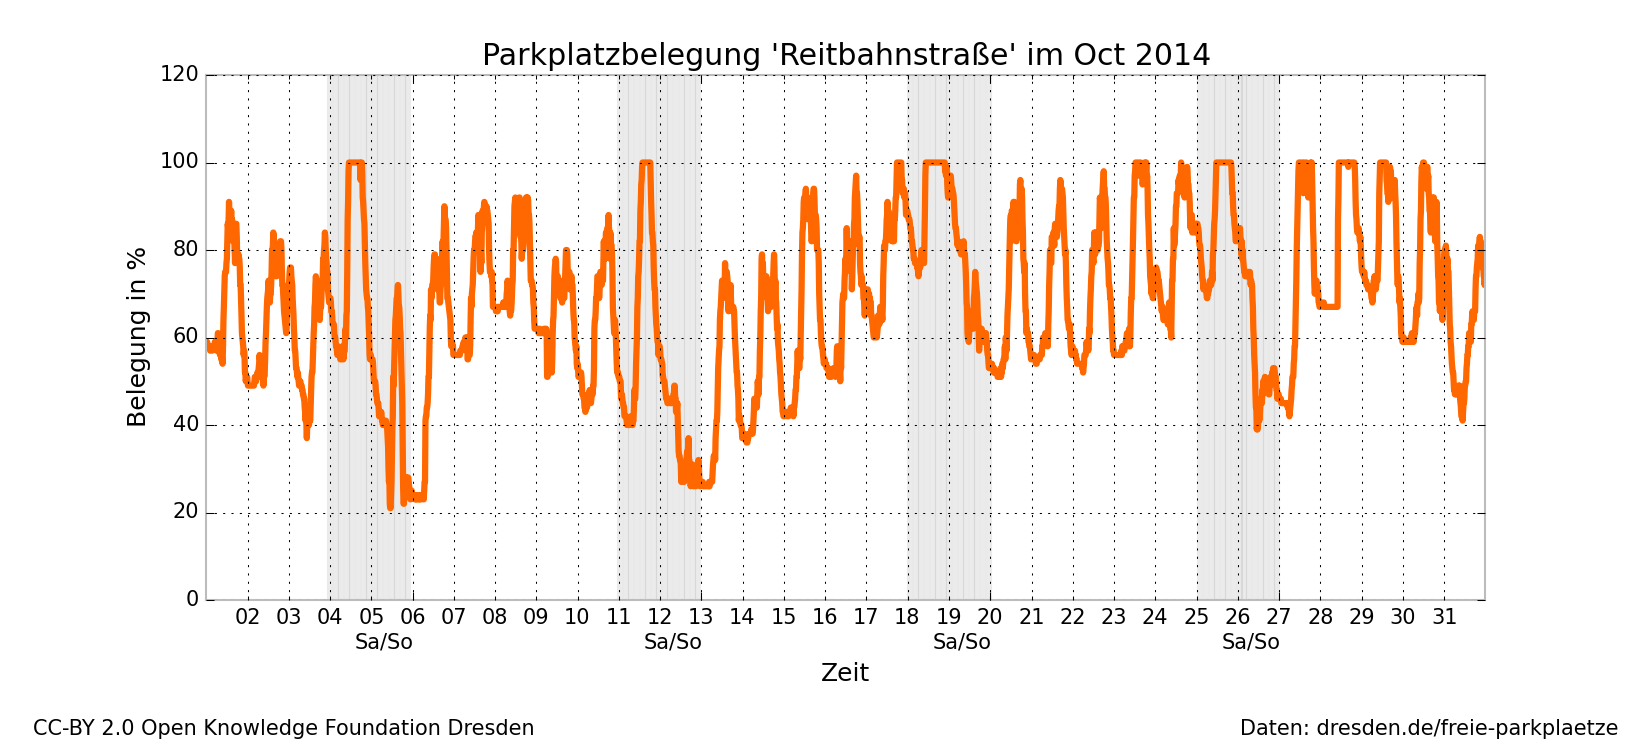 Parkplatzbelegung 'Reitbahnstraße' im Oct 2014
120
100
80
60
40
20
0
Belegung in %
02 03 04 05 06 07 08 09 10 11 12 13 14 15 16 17 18 19 20 21 22 23 24 25 26 27 28 29 30 31
Sa/So Sa/So Sa/So Sa/So
Zeit
CC-BY 2.0 Open Knowledge Foundation Dresden
Daten: dresden.de/freie-parkplaetze